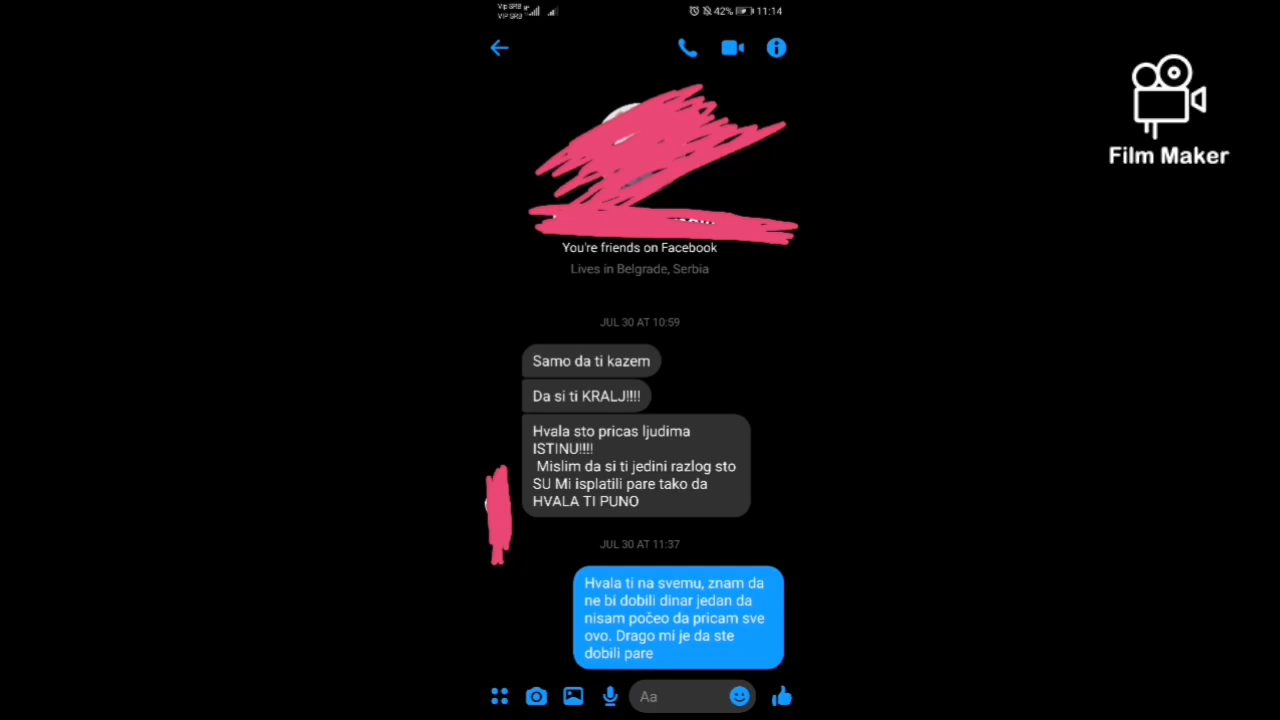 Vip SRB
VIP SRB
42% 11:14
Film Maker
You're friends on Facebook
Lives in Belgrade, Serbia
JUL 30 AT 10:59
Samo da ti kazem
Da si ti KRALJ!!!!
Hvala sto pricas ljudima
ISTINU!!!!
Mislim da si ti jedini razlog sto
SU Mi isplatili pare tako da
HVALA TI PUNO
JUL 30 AT 11:37
Hvala ti na svemu, znam da
ne bi dobili dinar jedan da
nisam počeo da pricam sve
ovo. Drago mi je da ste
dobili pare
Aa